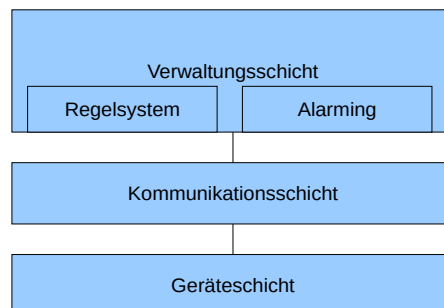 Verwaltungsschicht
Regelsystem
Alarming
Kommunikationsschicht
Geräteschicht